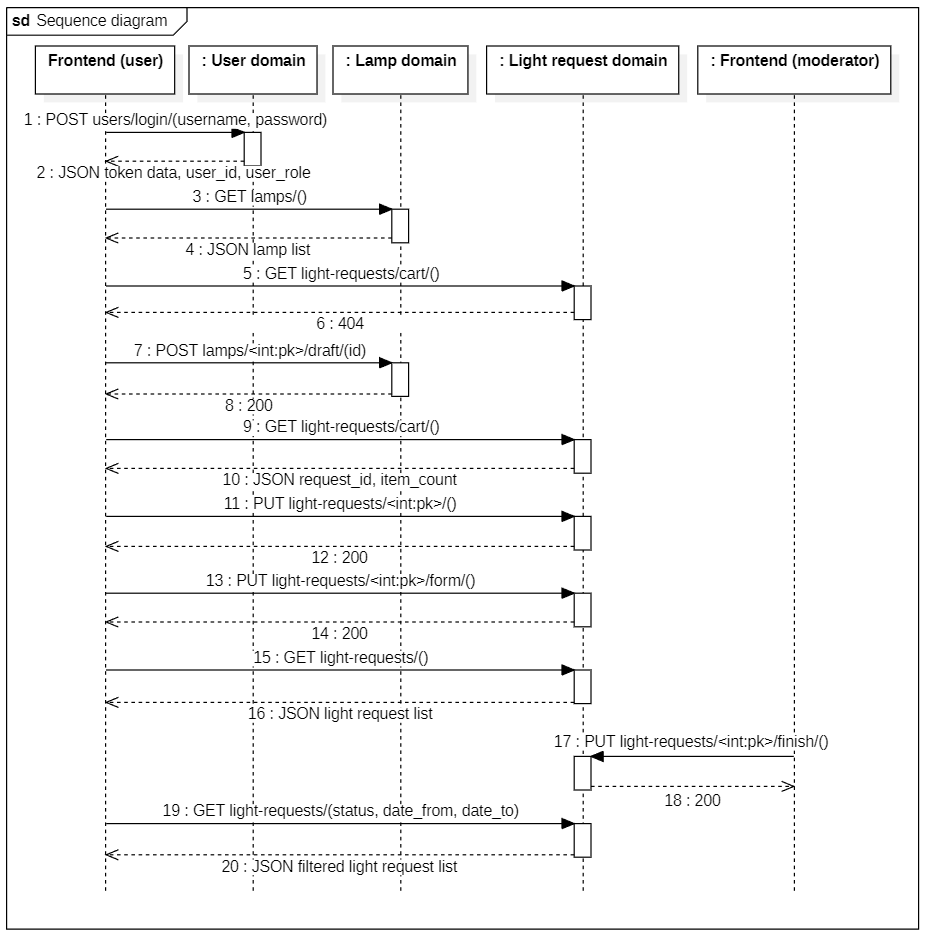 sd Sequence diagram
Frontend (user)
: User domain
: Lamp domain
: Light request domain
: Frontend (moderator)
1 : POST users/login/(username, password)
2 : JSON token data, user_id, user_role
3 : GET lamps/()
4 : JSON lamp list
5 : GET light-requests/cart/()
6 : 404
7 : POST lamps/<int:pk>/draft/(id)
8 : 200
9 : GET light-requests/cart/()
10 : JSON request_id, item_count
11 : PUT light-requests/<int:pk>/()
12 : 200
13 : PUT light-requests/<int:pk>/form/()
14 : 200
15 : GET light-requests/()
16 : JSON light request list
17 : PUT light-requests/<int:pk>/finish/()
18 : 200
19 : GET light-requests/(status, date_from, date_to)
20 : JSON filtered light request list